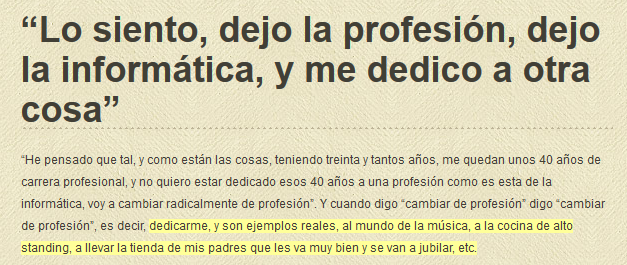 “Lo siento, dejo la profesión, dejo
la informática, y me dedico a otra
cosa”
“He pensado que tal, y como están las cosas, teniendo treinta y tantos años, me quedan unos 40 años de
carrera profesional, y no quiero estar dedicado esos 40 años a una profesión como es esta de la
informática, voy a cambiar radicalmente de profesión”. Y cuando digo “cambiar de profesión” digo “cambiar
de profesión”, es decir, dedicarme, y son ejemplos reales, al mundo de la música, a la cocina de alto
standing, a llevar la tienda de mis padres que les va muy bien y se van a jubilar, etc.